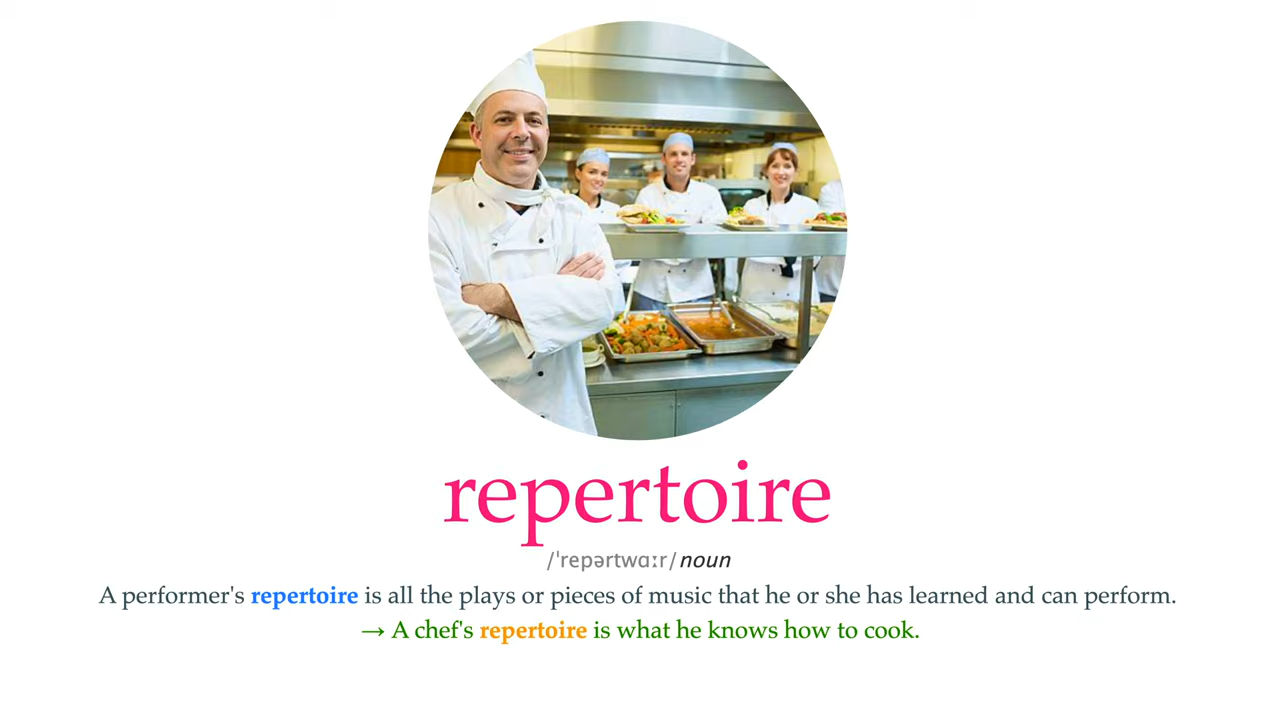 repertoire
/ˈrepərtwɑːr/ noun
A performer's repertoire is all the plays or pieces of music that he or she has learned and can perform.
→ A chef's repertoire is what he knows how to cook.